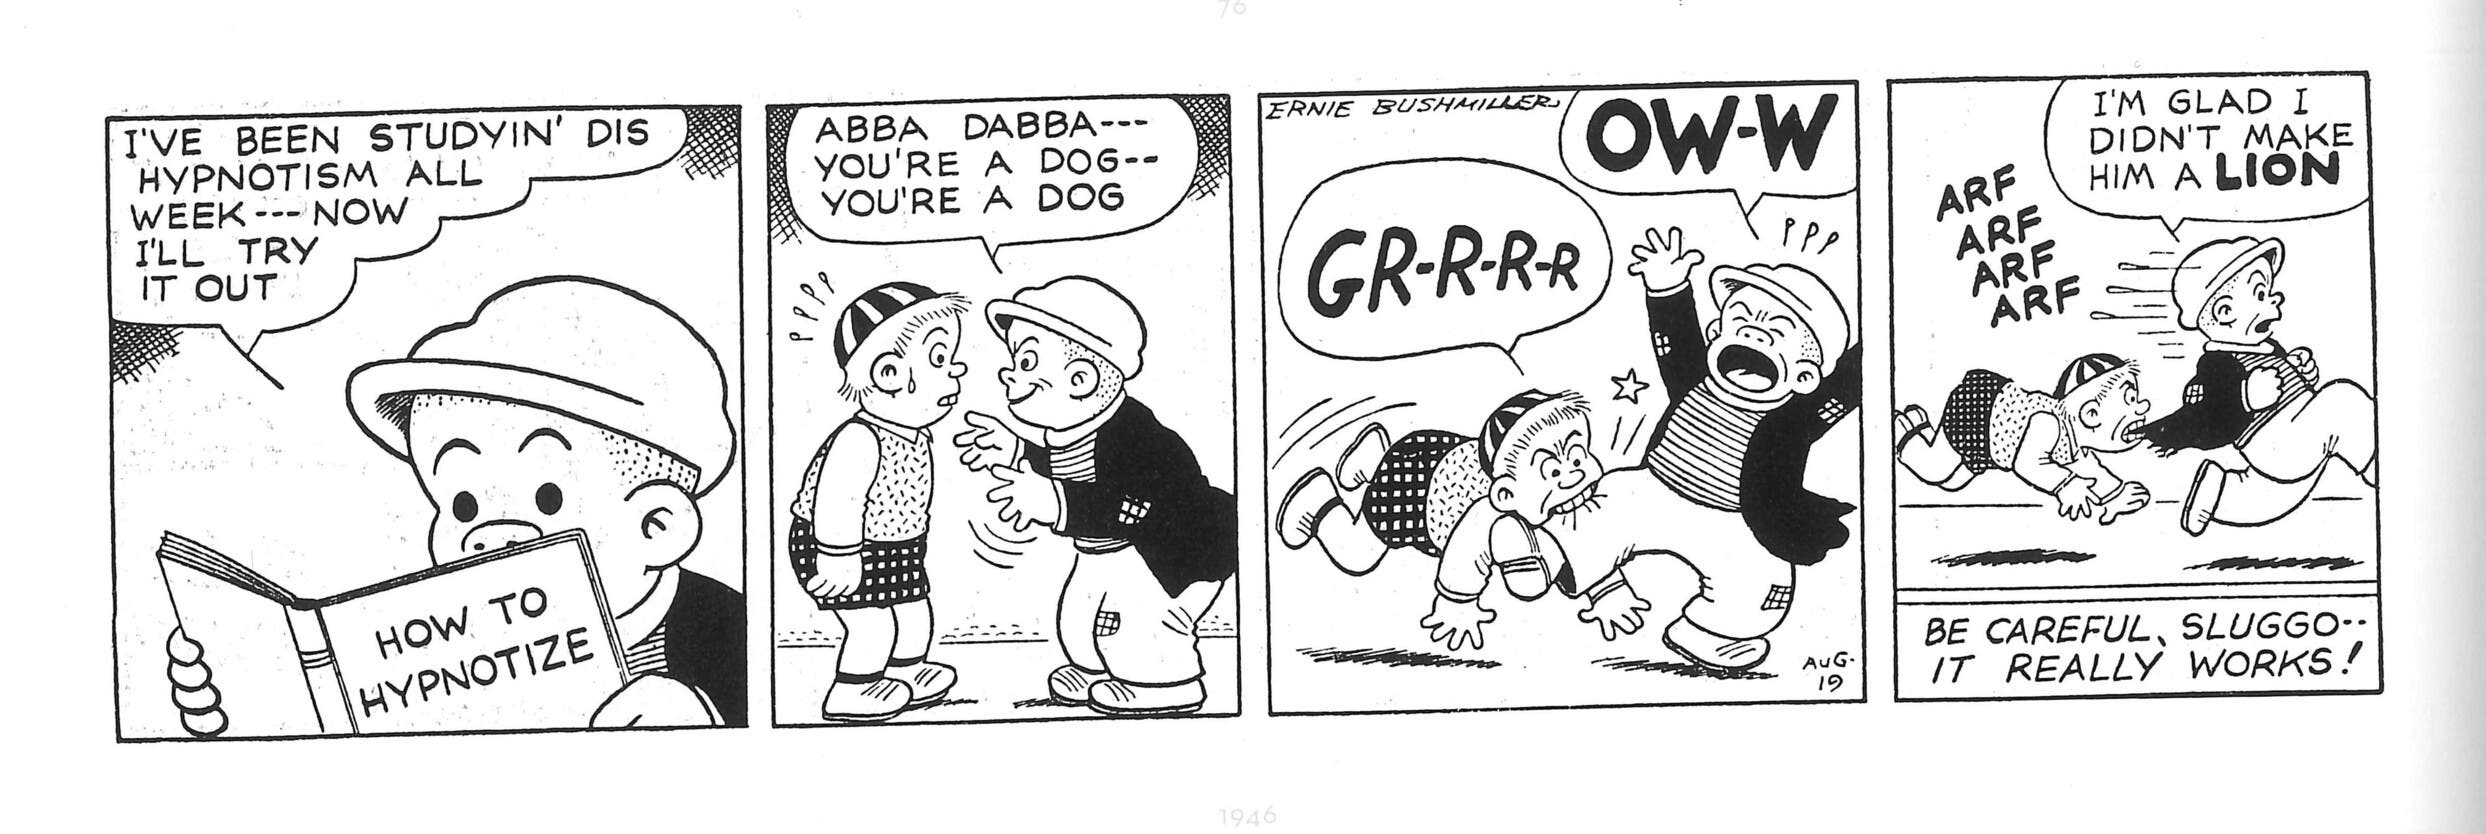 76
I'VE BEEN STUDYIN' DIS
HYPNOTISM ALL
WEEK--- NOW
I'LL TRY
IT OUT
HOW TO
HYPNOTIZE
ABBA DABBA---
YOU'RE A DOG--
YOU'RE A DOG
ERNIE BUSHMILLER
OW-W
GR-R-R-R
AUG-
19
I'M GLAD I
DIDN'T MAKE
HIM A LION
ARF
ARF
ARF
ARF
BE CAREFUL, SLUGGO--
IT REALLY WORKS!
1946